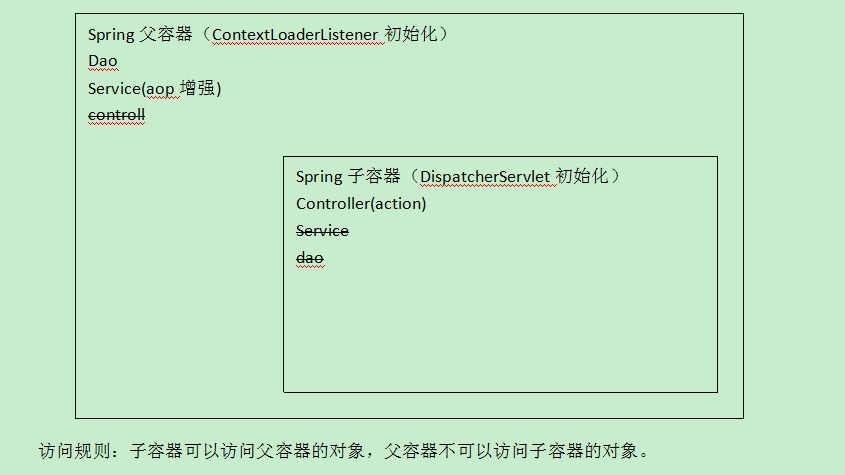 Spring 父容器（ContextLoaderListener 初始化）
Dao
Service(aop 增强)
controll
Spring 子容器（DispatcherServlet 初始化）
Controller(action)
Service
dao
访问规则：子容器可以访问父容器的对象，父容器不可以访问子容器的对象。